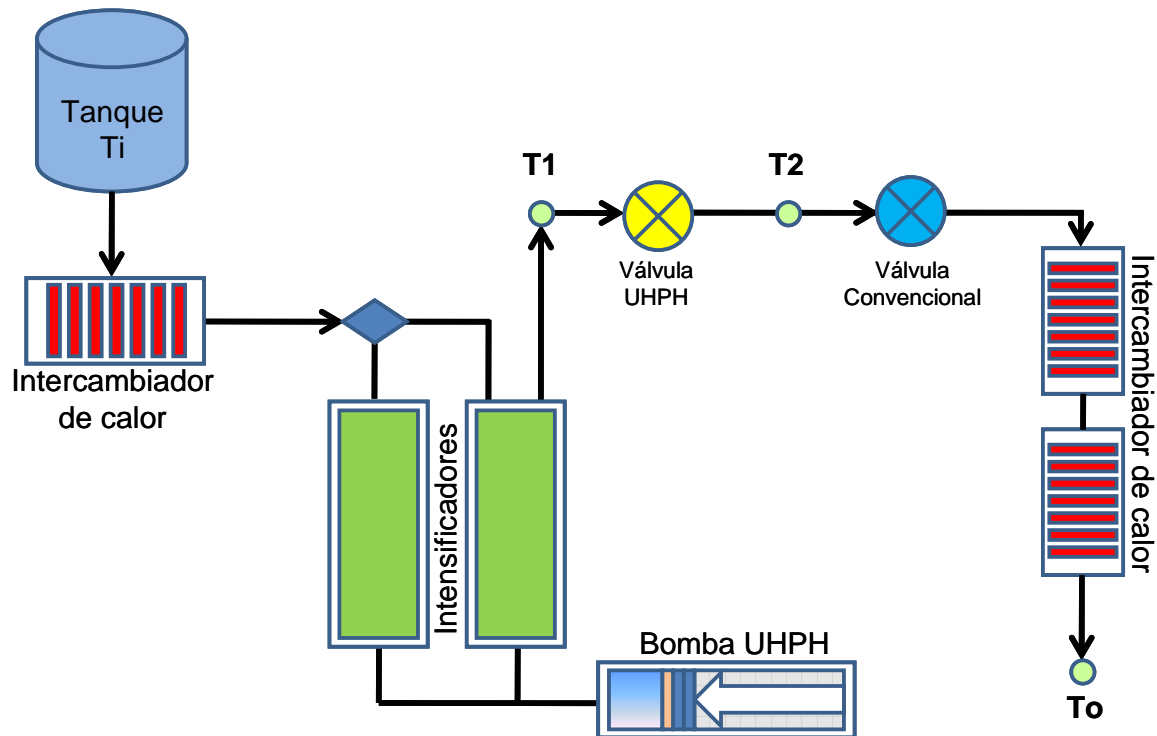 Tanque
Ti
Intercambiador
de calor
Intensificadores
T1
Válvula
UHPH
T2
Válvula
Convencional
Intercambiador de calor
Bomba UHPH
To